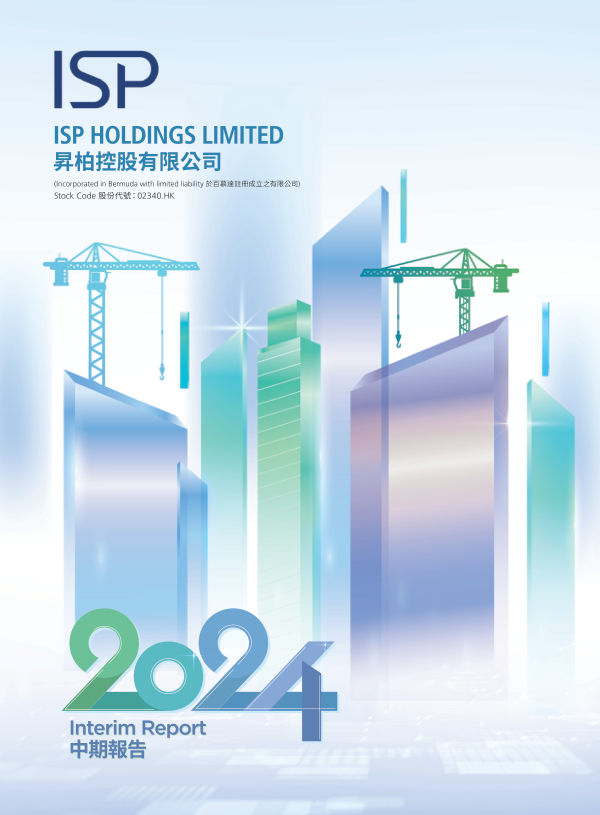 ISP
ISP HOLDINGS LIMITED
昇柏控股有限公司
(Incorporated in Bermuda with limited liability 於百慕達註冊成立之有限公司)
Stock Code 股份代號：02340.HK
2024
Interim Report
中期報告